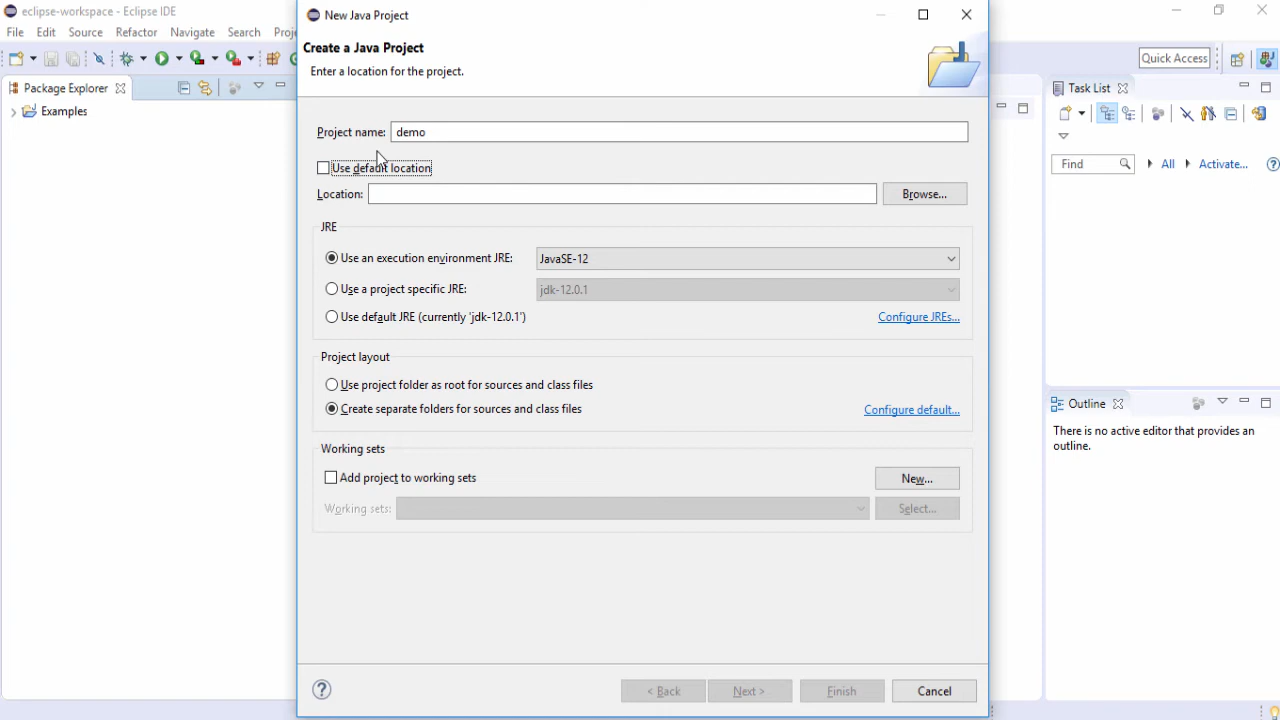 eclipse-workspace - Eclipse IDE
File Edit Source Refactor Navigate Search
Quick Access
Package Explorer
Examples
New Java Project
Create a Java Project
Enter a location for the project.
Project name: demo
Use default location
Location: Browse...
JRE
Use an execution environment JRE: JavaSE-12
Use a project specific JRE: jdk-12.0.1
Use default JRE (currently 'jdk-12.0.1') Configure JREs...
Project layout
Use project folder as root for sources and class files
Create separate folders for sources and class files Configure default...
Working sets
Add project to working sets New...
Working sets: Select...
? < Back Next > Finish Cancel
Task List
Find All Activate... ?
Outline
There is no active editor that provides an
outline.